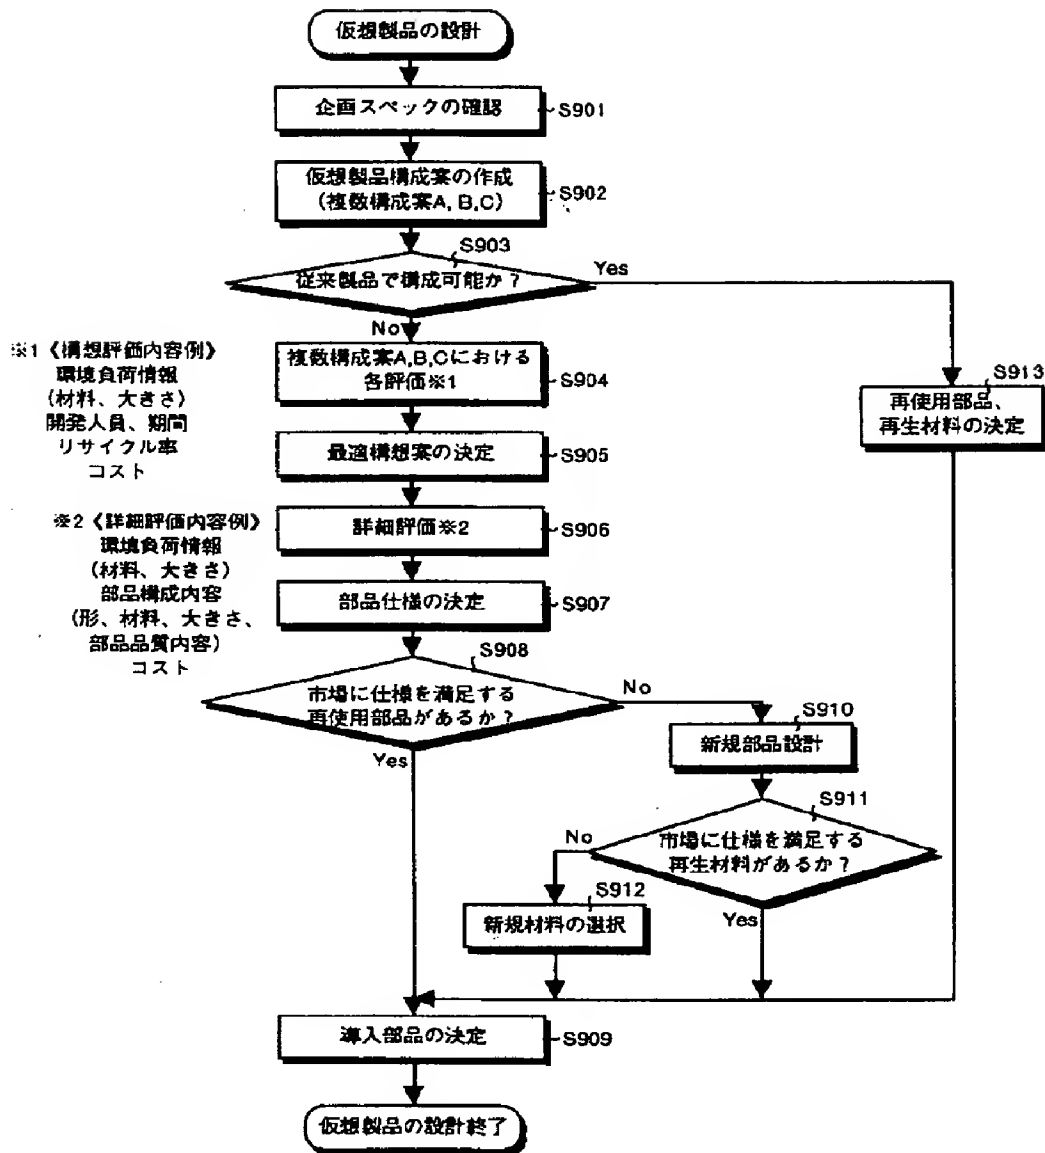 仮想製品の設計
企画スペックの確認
S901
仮想製品構成案の作成
(複数構成案A, B,C)
S902
S903
従来製品で構成可能か?
Yes
No
※1《構想評価内容例》
環境負荷情報
(材料、大きさ)
開発人員、期間
リサイクル率
コスト
複数構成案A,B,Cにおける
各評価※1
S904
S913
再使用部品、
再生材料の決定
最適構想案の決定
S905
※2《詳細評価内容例》
環境負荷情報
(材料、大きさ)
部品構成内容
(形、材料、大きさ、
部品品質内容)
コスト
詳細評価※2
S906
部品仕様の決定
S907
S908
市場に仕様を満足する
再使用部品があるか?
No
Yes
S910
新規部品設計
S911
市場に仕様を満足する
再生材料があるか?
No
Yes
S912
新規材料の選択
導入部品の決定
S909
仮想製品の設計終了